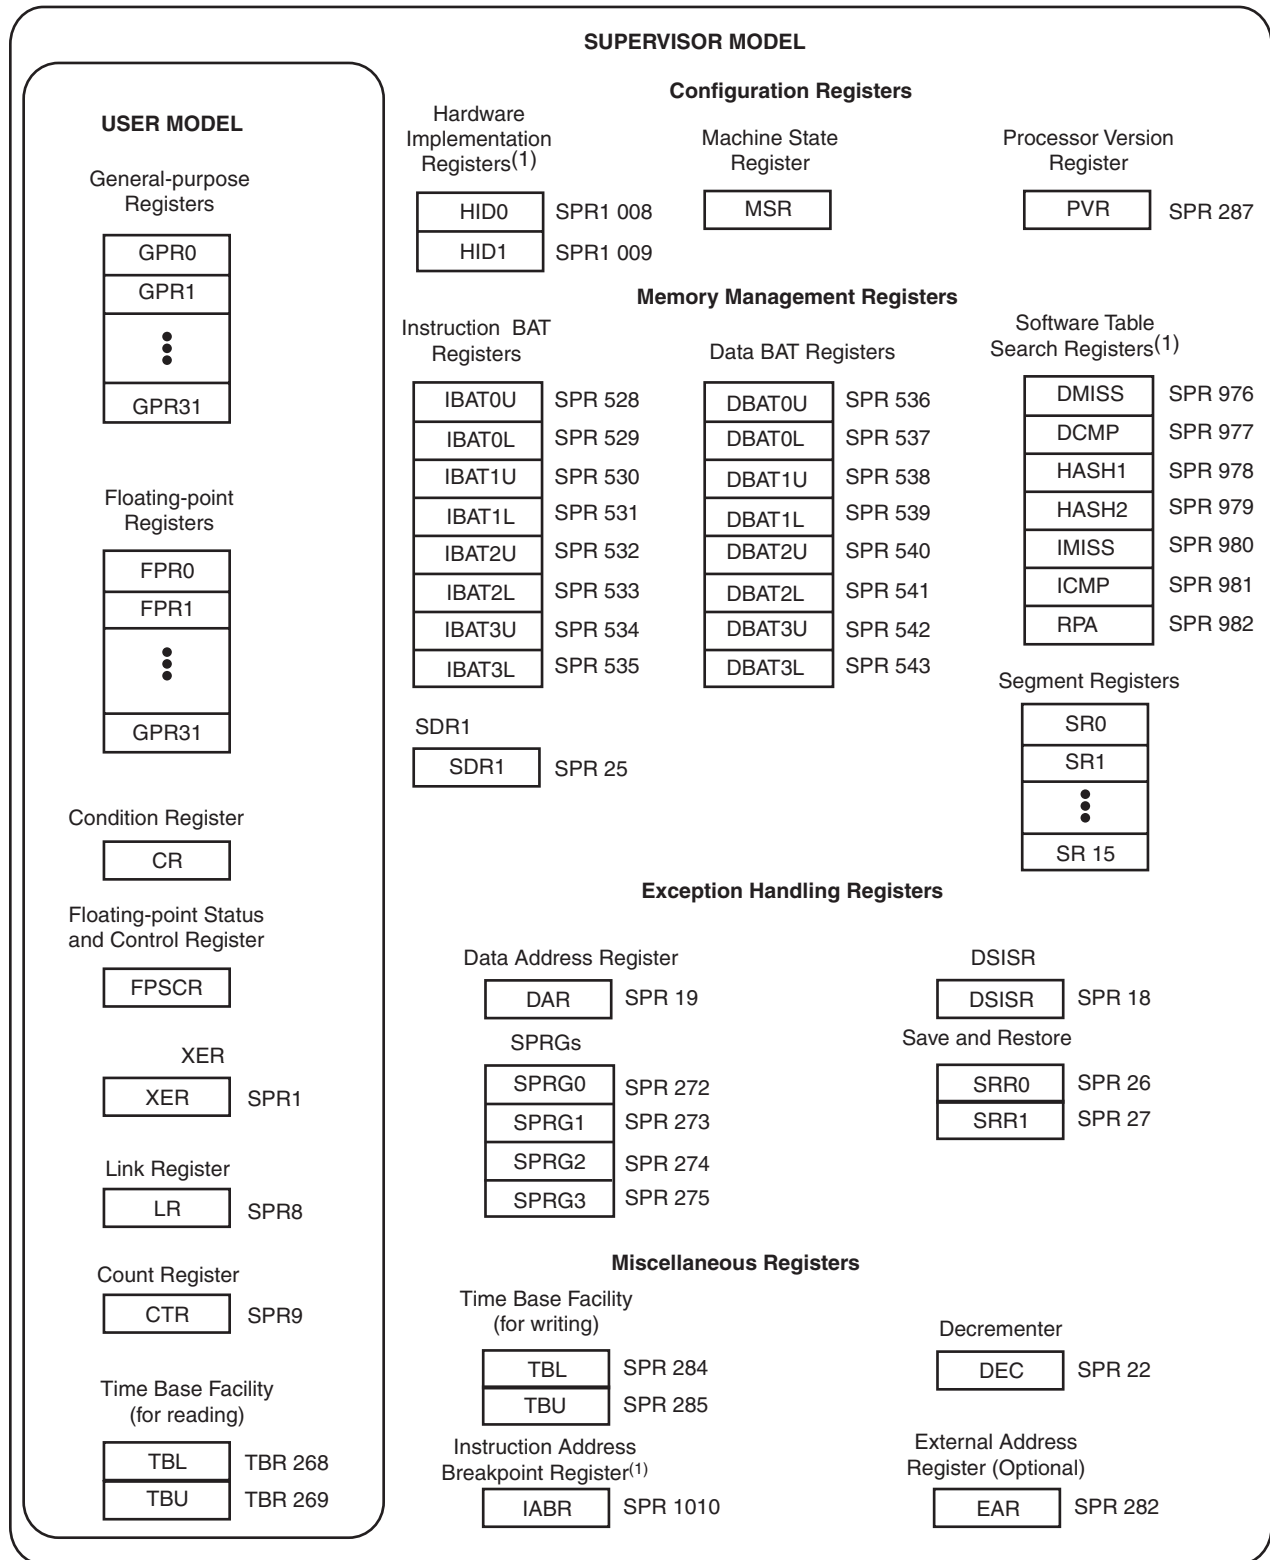 SUPERVISOR MODEL
USER MODEL
General-purpose
Registers
GPR0
GPR1
GPR31
Floating-point
Registers
FPR0
FPR1
GPR31
Condition Register
CR
Floating-point Status
and Control Register
FPSCR
XER
XER SPR1
Link Register
LR SPR8
Count Register
CTR SPR9
Time Base Facility
(for reading)
TBL TBR 268
TBU TBR 269
Configuration Registers
Hardware
Implementation
Registers(1)
HID0 SPR1 008
HID1 SPR1 009
Machine State
Register
MSR
Processor Version
Register
PVR SPR 287
Memory Management Registers
Instruction BAT
Registers
IBAT0U SPR 528
IBAT0L SPR 529
IBAT1U SPR 530
IBAT1L SPR 531
IBAT2U SPR 532
IBAT2L SPR 533
IBAT3U SPR 534
IBAT3L SPR 535
Data BAT Registers
DBAT0U SPR 536
DBAT0L SPR 537
DBAT1U SPR 538
DBAT1L SPR 539
DBAT2U SPR 540
DBAT2L SPR 541
DBAT3U SPR 542
DBAT3L SPR 543
Software Table
Search Registers(1)
DMISS SPR 976
DCMP SPR 977
HASH1 SPR 978
HASH2 SPR 979
IMISS SPR 980
ICMP SPR 981
RPA SPR 982
SDR1
SDR1 SPR 25
Segment Registers
SR0
SR1
SR 15
Exception Handling Registers
Data Address Register
DAR SPR 19
DSISR
DSISR SPR 18
SPRGs
SPRG0 SPR 272
SPRG1 SPR 273
SPRG2 SPR 274
SPRG3 SPR 275
Save and Restore
SRR0 SPR 26
SRR1 SPR 27
Miscellaneous Registers
Time Base Facility
(for writing)
TBL SPR 284
TBU SPR 285
Decrementer
DEC SPR 22
Instruction Address
Breakpoint Register(1)
IABR SPR 1010
External Address
Register (Optional)
EAR SPR 282